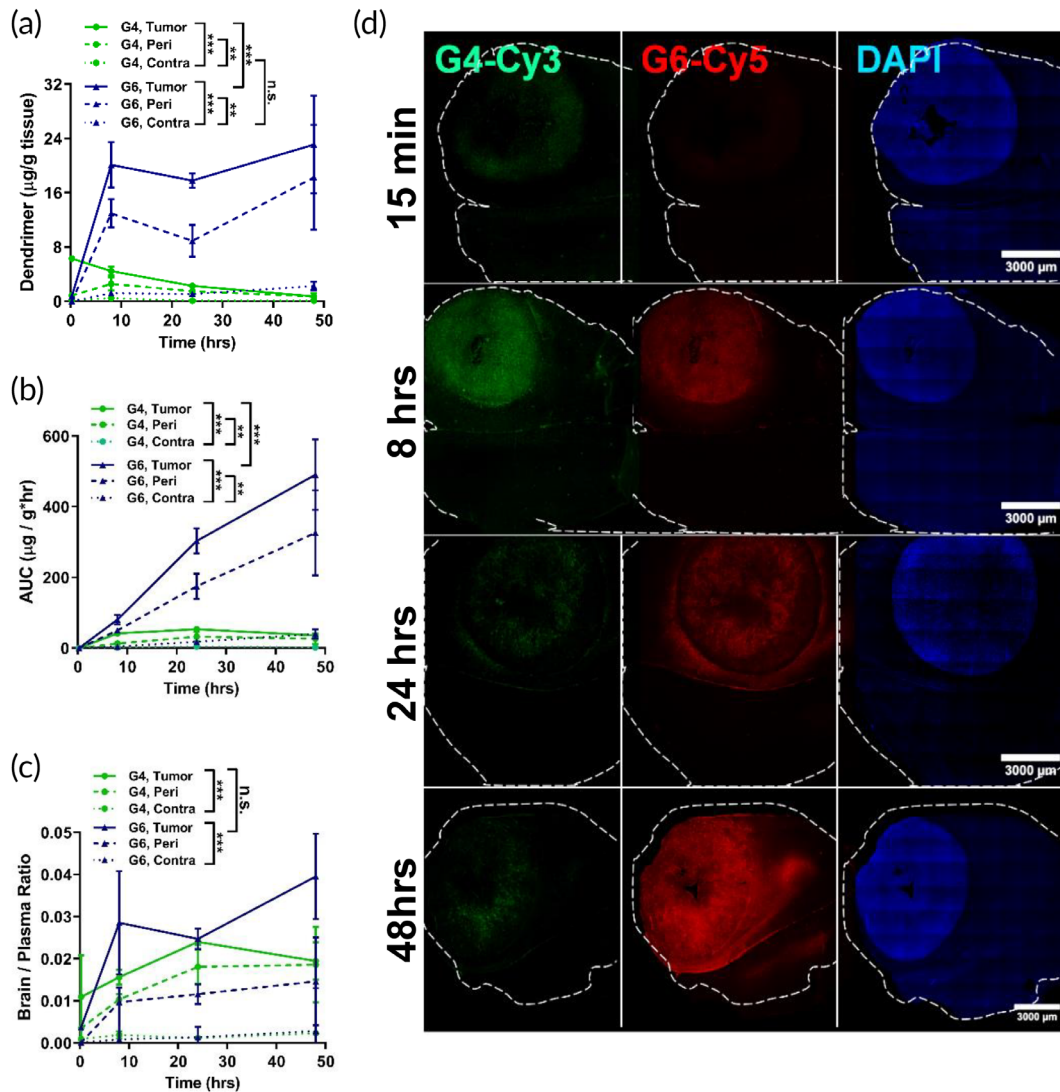 (a)
G4, Tumor
G4, Peri
G4, Contra
G6, Tumor
G6, Peri
G6, Contra
***
**
***
***
**
n.s.
Dendrimer (µg/g tissue)
32
24
16
8
0
0 10 20 30 40 50
Time (hrs)
(b)
G4, Tumor
G4, Peri
G4, Contra
G6, Tumor
G6, Peri
G6, Contra
***
**
***
***
**
AUC (µg / g*hr)
600
400
200
0
0 10 20 30 40 50
Time (hrs)
(c)
G4, Tumor
G4, Peri
G4, Contra
G6, Tumor
G6, Peri
G6, Contra
***
n.s.
***
Brain / Plasma Ratio
0.05
0.04
0.03
0.02
0.01
0.00
0 10 20 30 40 50
Time (hrs)
(d)
G4-Cy3 G6-Cy5 DAPI
15 min
3000 µm
8 hrs
3000 µm
24 hrs
3000 µm
48hrs
3000 µm